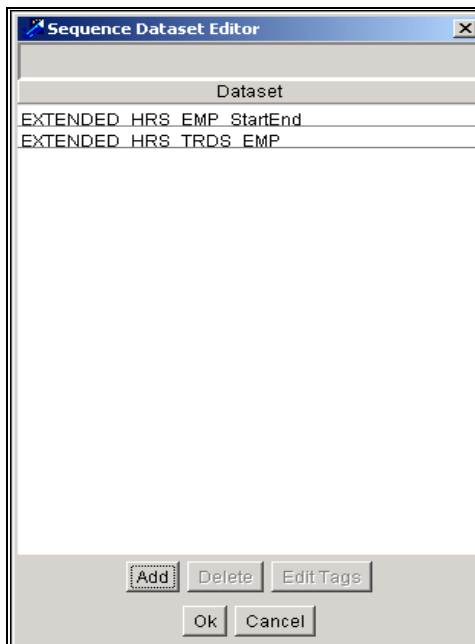 Sequence Dataset Editor
Dataset
EXTENDED_HRS_EMP_StartEnd
EXTENDED_HRS_TRDS_EMP
Add Delete Edit Tags
Ok Cancel